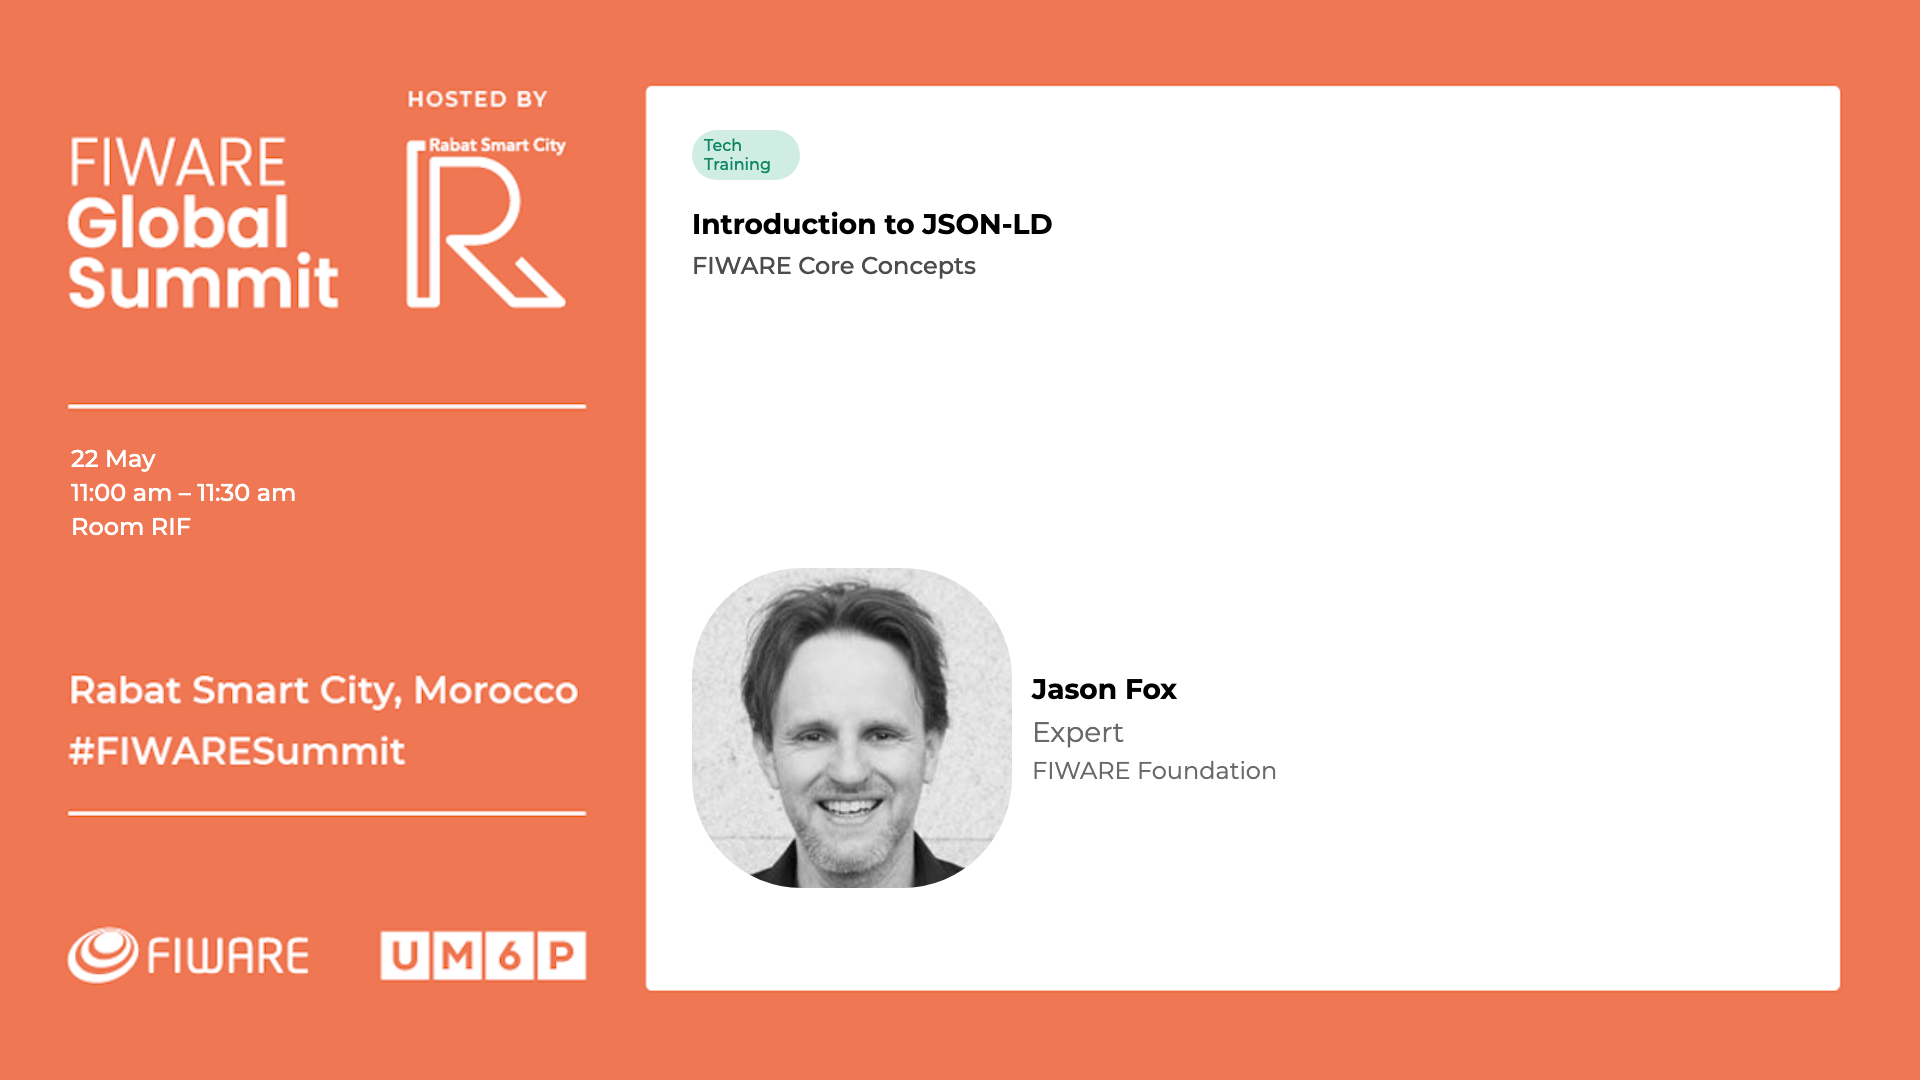 HOSTED BY
FIWARE
Global
Summit
Rabat Smart City
R
22 May
11:00 am – 11:30 am
Room RIF
Rabat Smart City, Morocco
#FIWARESummit
FIWARE
UM6P
Tech
Training
Introduction to JSON-LD
FIWARE Core Concepts
Jason Fox
Expert
FIWARE Foundation